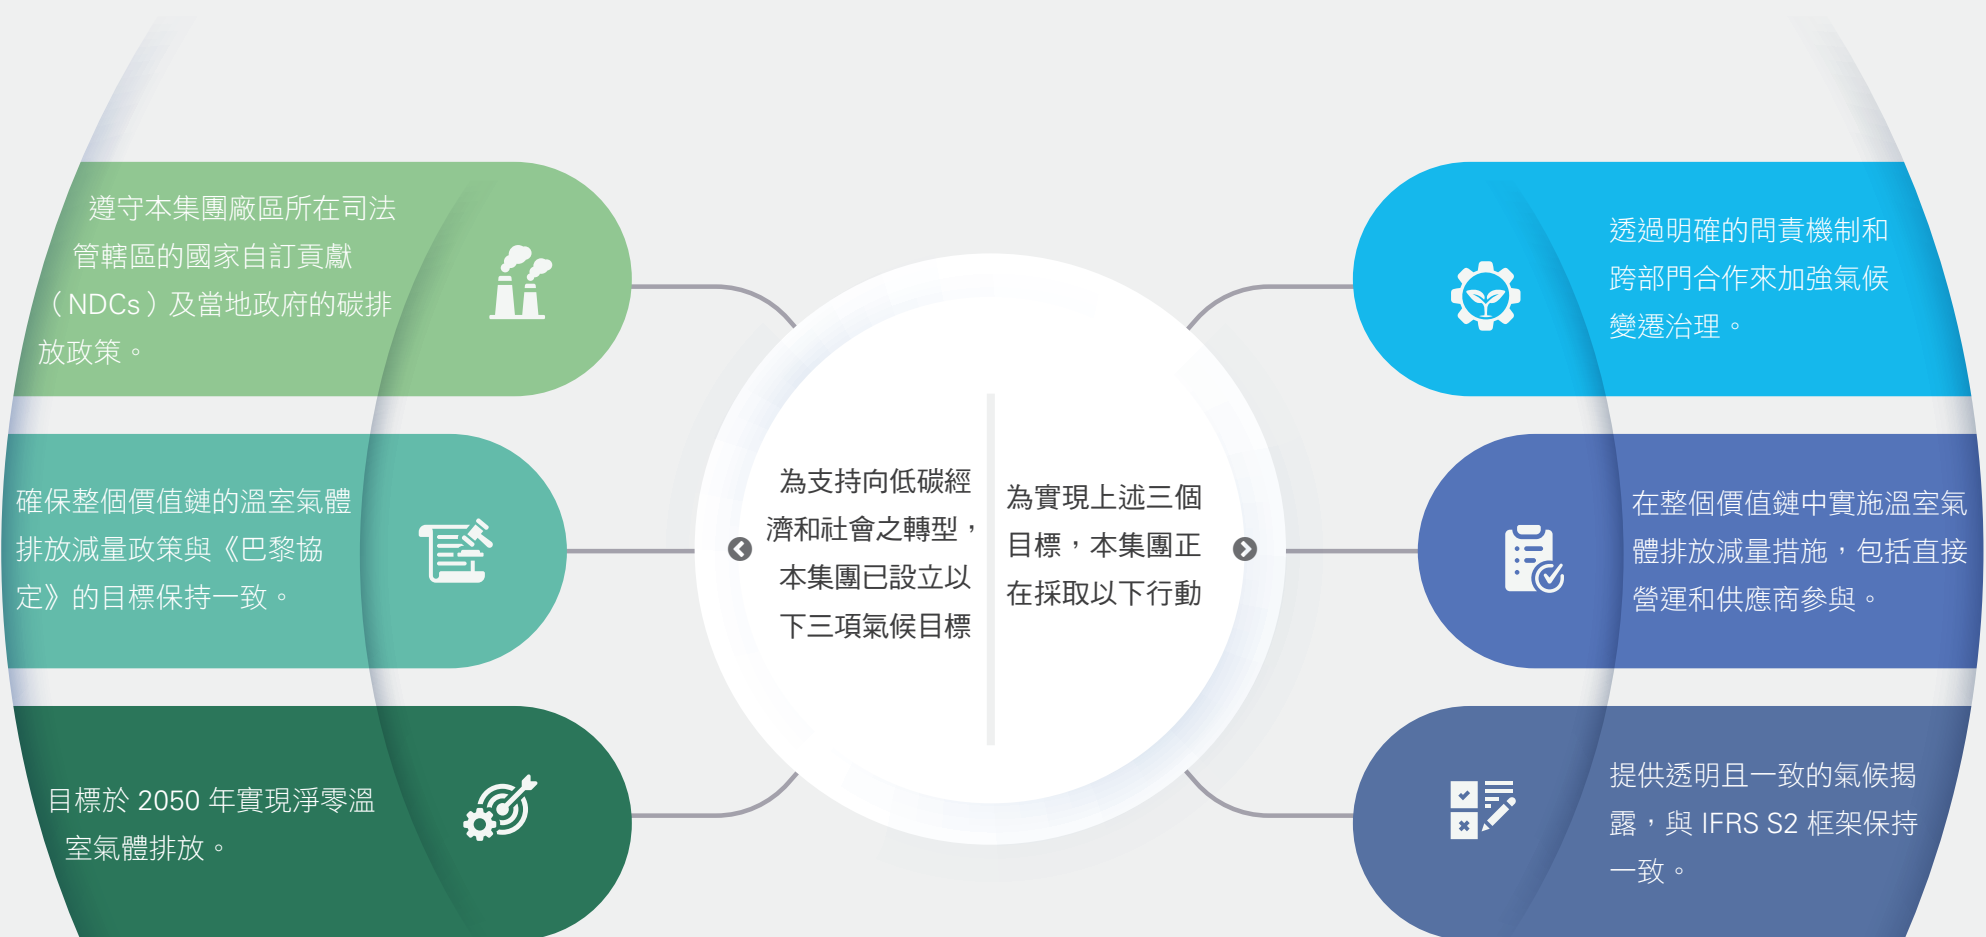 遵守本集團廠區所在司法
管轄區的國家自訂貢獻
（NDCs）及當地政府的碳排
放政策。
確保整個價值鏈的溫室氣體
排放減量政策與《巴黎協
定》的目標保持一致。
目標於 2050 年實現淨零溫
室氣體排放。
為支持向低碳經
濟和社會之轉型，
本集團已設立以
下三項氣候目標
為實現上述三個
目標，本集團正
在採取以下行動
透過明確的問責機制和
跨部門合作來加強氣候
變遷治理。
在整個價值鏈中實施溫室氣
體排放減量措施，包括直接
營運和供應商參與。
提供透明且一致的氣候揭
露，與 IFRS S2 框架保持
一致。